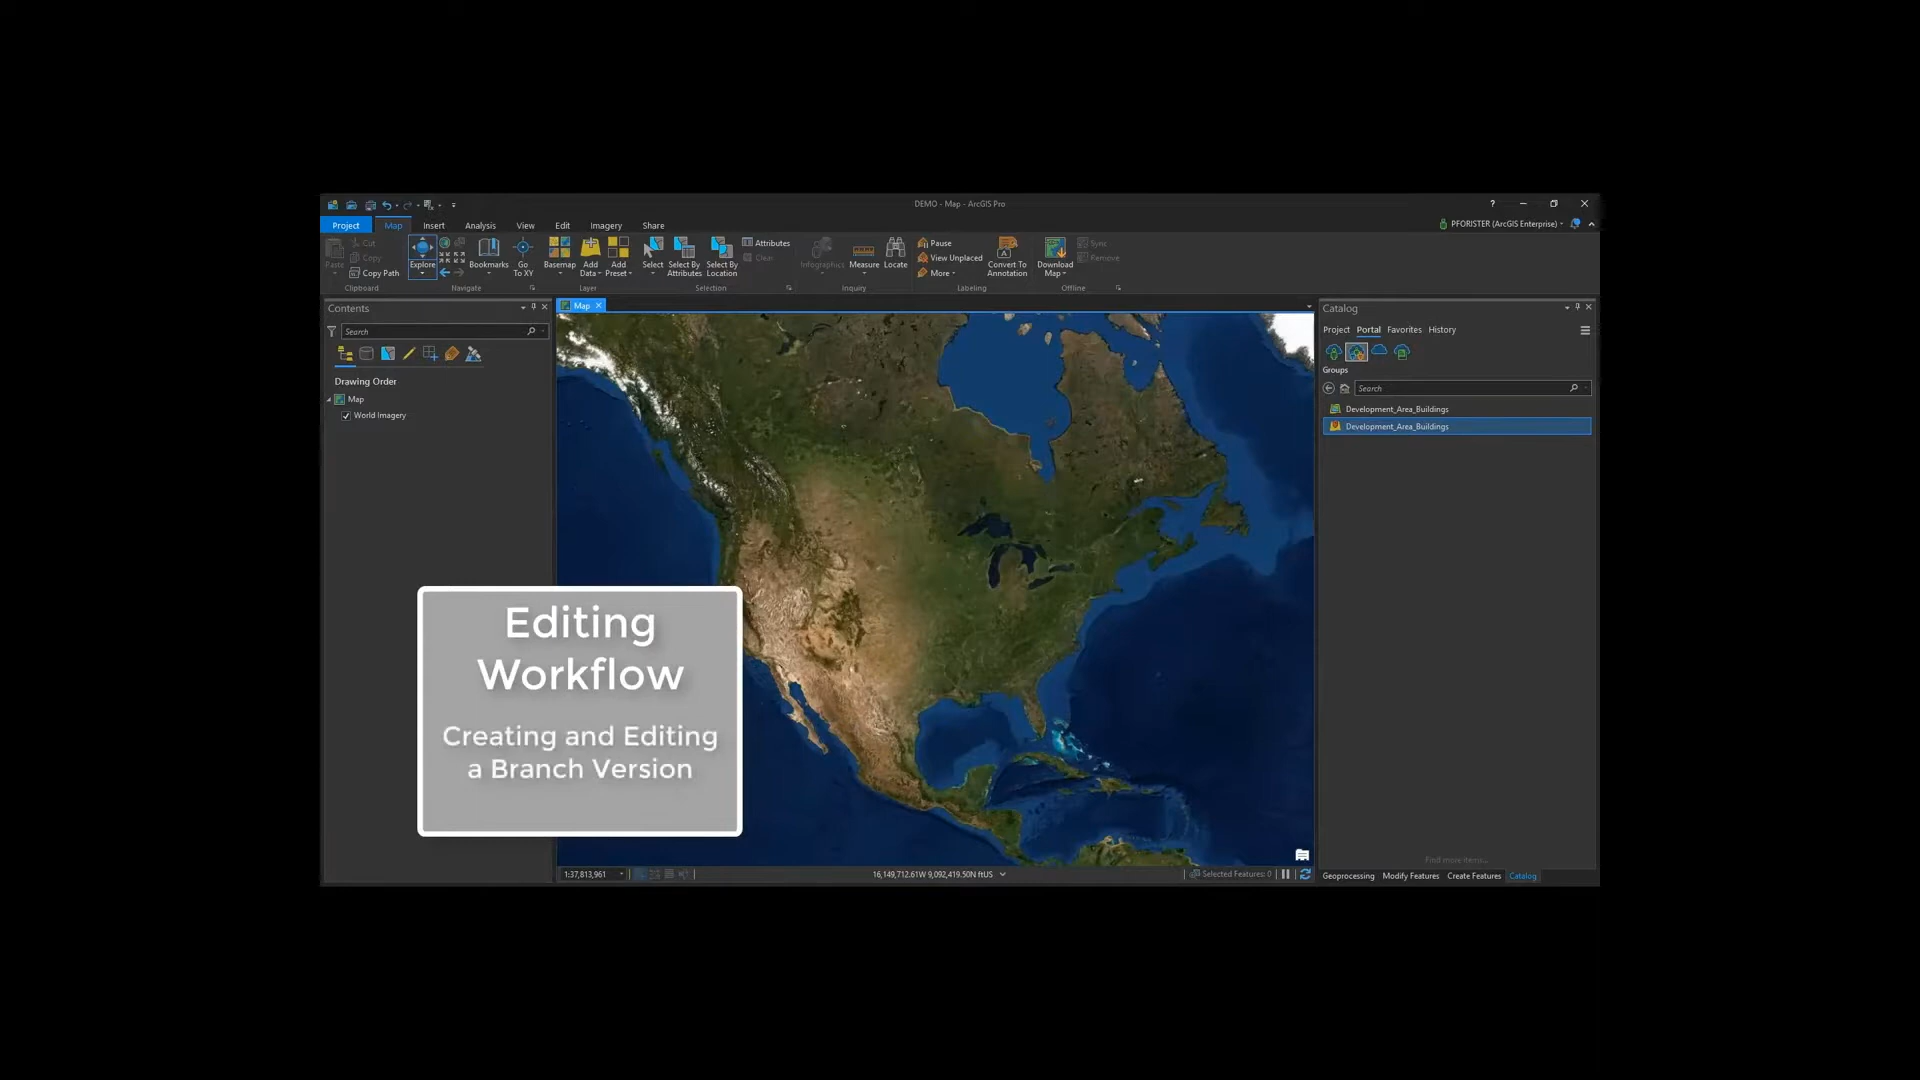 DEMO - Map - ArcGIS Pro
?
Project Map Insert Analysis View Edit Imagery Share
PFORISTER (ArcGIS Enterprise)
Paste
Cut
Copy
Copy Path
Clipboard
Explore
Bookmarks
Go
To XY
Navigate
Basemap
Add
Data
Add
Preset
Layer
Select
Select By
Attributes
Select By
Location
Attributes
Clear
Selection
Infographics
Measure
Locate
Inquiry
Pause
View Unplaced
More
Convert To
Annotation
Labeling
Download
Map
Sync
Remove
Offline
Contents
Search
Drawing Order
Map
World Imagery
Map
Editing
Workflow
Creating and Editing
a Branch Version
1:37,813,961
16,149,712.61W 9,092,419.50N ftUS
Selected Features: 0
Catalog
Project Portal Favorites History
Groups
Search
Development_Area_Buildings
Development_Area_Buildings
Find more items...
Geoprocessing Modify Features Create Features Catalog